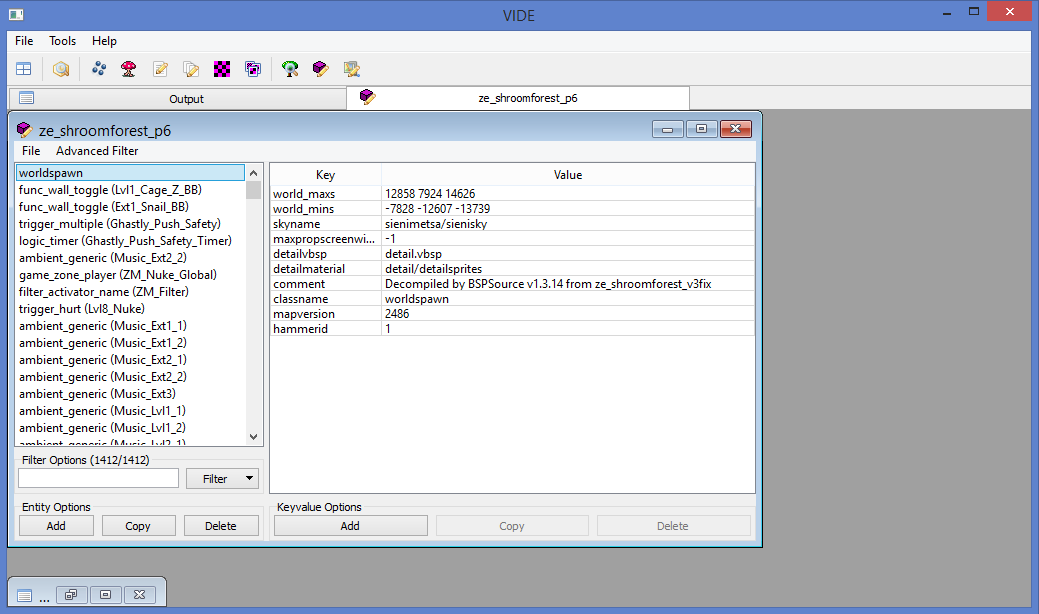 VIDE
File Tools Help
Output ze_shroomforest_p6
ze_shroomforest_p6
File Advanced Filter
worldspawn
func_wall_toggle (Lvl1_Cage_Z_BB)
func_wall_toggle (Ext1_Snail_BB)
trigger_multiple (Ghastly_Push_Safety)
logic_timer (Ghastly_Push_Safety_Timer)
ambient_generic (Music_Ext2_2)
game_zone_player (ZM_Nuke_Global)
filter_activator_name (ZM_Filter)
trigger_hurt (Lvl8_Nuke)
ambient_generic (Music_Ext1_1)
ambient_generic (Music_Ext1_2)
ambient_generic (Music_Ext2_1)
ambient_generic (Music_Ext2_2)
ambient_generic (Music_Ext3)
ambient_generic (Music_Lvl1_1)
ambient_generic (Music_Lvl1_2)
ambient_generic (Music_Lvl2_1)
Key Value
world_maxs 12858 7924 14626
world_mins -7828 -12607 -13739
skyname sienimetsa/sienisky
maxpropscreenwi... -1
detailvbsp detail.vbsp
detailmaterial detail/detailsprites
comment Decompiled by BSPSource v1.3.14 from ze_shroomforest_v3fix
classname worldspawn
mapversion 2486
hammerid 1
Filter Options (1412/1412)
Filter
Entity Options
Add Copy Delete
Keyvalue Options
Add Copy Delete
...